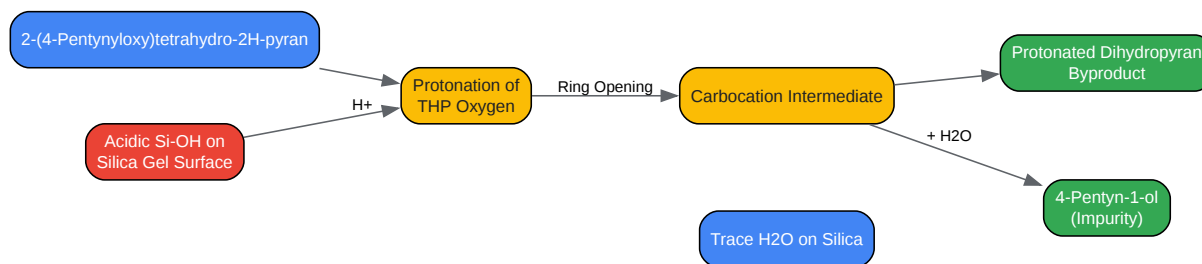 2-(4-Pentynyloxy)tetrahydro-2H-pyran
Acidic Si-OH on
Silica Gel Surface
H+
Protonation of
THP Oxygen
Ring Opening
Carbocation Intermediate
Protonated Dihydropyran
Byproduct
+ H2O
4-Pentyn-1-ol
(Impurity)
Trace H2O on Silica